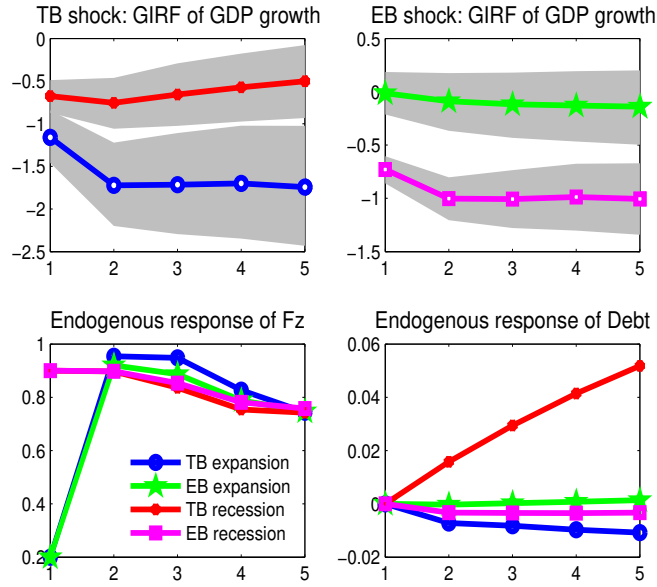 TB shock: GIRF of GDP growth
EB shock: GIRF of GDP growth
0
−0.5
−1
−1.5
−2
−2.5
1 2 3 4 5
0.5
0
−0.5
−1
−1.5
1 2 3 4 5
Endogenous response of Fz
Endogenous response of Debt
1
0.8
0.6
0.4
0.2
TB expansion
EB expansion
TB recession
EB recession
1 2 3 4 5
0.06
0.04
0.02
0
−0.02
1 2 3 4 5